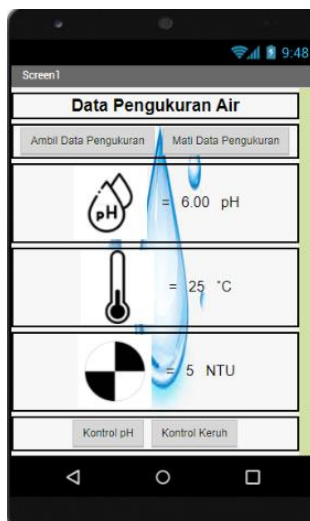 9:48
Screen1
Data Pengukuran Air
Ambil Data Pengukuran Mati Data Pengukuran
pH = 6.00 pH
= 25 °C
= 5 NTU
Kontrol pH Kontrol Keruh